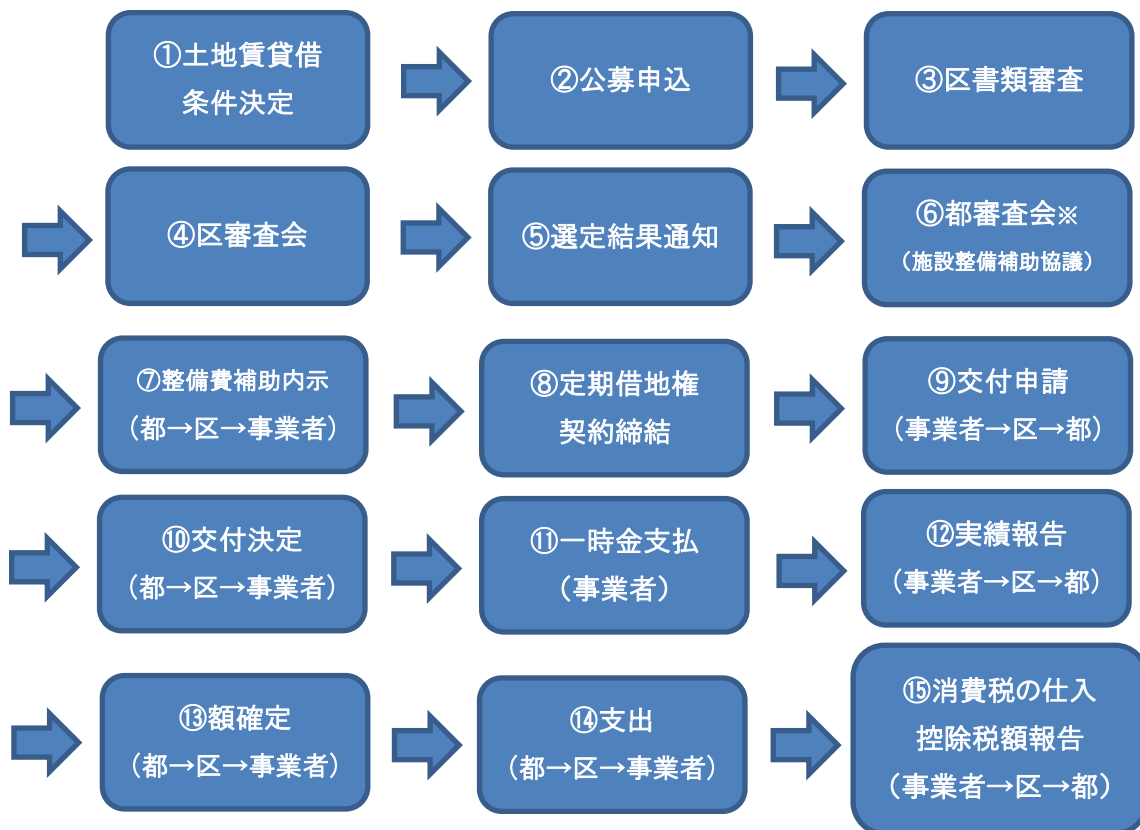 ①土地賃貸借
条件決定
②公募申込
③区書類審査
④区審査会
⑤選定結果通知
⑥都審査会※
（施設整備補助協議）
⑦整備費補助内示
（都→区→事業者）
⑧定期借地権
契約締結
⑨交付申請
（事業者→区→都）
⑩交付決定
（都→区→事業者）
⑪一時金支払
（事業者）
⑫実績報告
（事業者→区→都）
⑬額確定
（都→区→事業者）
⑭支出
（都→区→事業者）
⑮消費税の仕入
控除税額報告
（事業者→区→都）